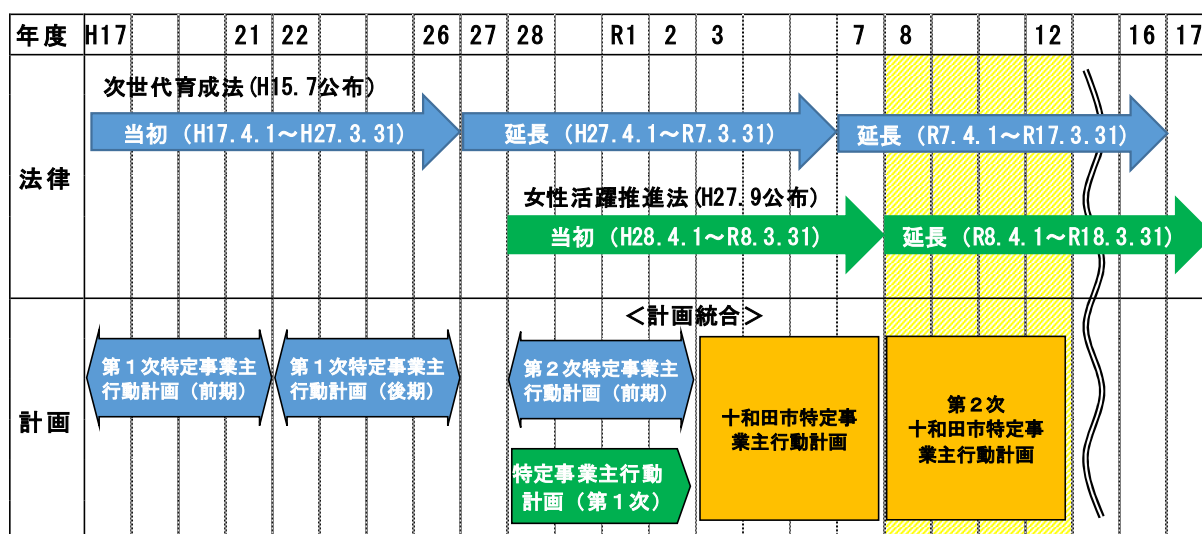 年度 H17 21 22 26 27 28 R1 2 3 7 8 12 16 17
法律
次世代育成法(H15.7公布)
当初（H17.4.1～H27.3.31）
延長（H27.4.1～R7.3.31）
延長（R7.4.1～R17.3.31）
女性活躍推進法(H27.9公布)
当初（H28.4.1～R8.3.31）
延長（R8.4.1～R18.3.31）
計画
＜計画統合＞
第１次特定事業主
行動計画（前期）
第１次特定事業主
行動計画（後期）
第２次特定事業主
行動計画（前期）
特定事業主行動
計画（第１次）
十和田市特定事
業主行動計画
第２次
十和田市特定事
業主行動計画